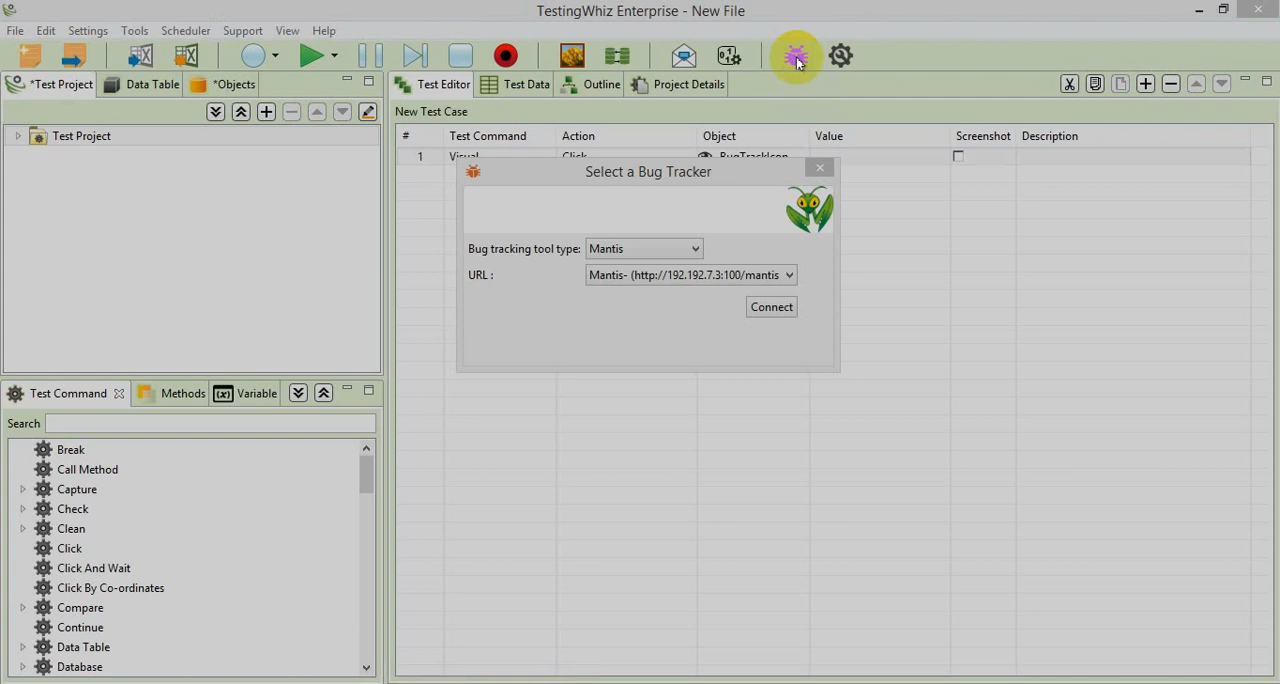 TestingWhiz Enterprise - New File
File Edit Settings Tools Scheduler Support View Help
*Test Project Data Table *Objects
Test Project
Test Editor Test Data Outline Project Details
New Test Case
# Test Command Action Object Value Screenshot Description
1 Visual Click BugTrackIcon
Select a Bug Tracker
Bug tracking tool type: Mantis
URL : Mantis- (http://192.192.7.3:100/mantis
Connect
Test Command Methods (x) Variable
Search
Break
Call Method
Capture
Check
Clean
Click
Click And Wait
Click By Co-ordinates
Compare
Continue
Data Table
Database